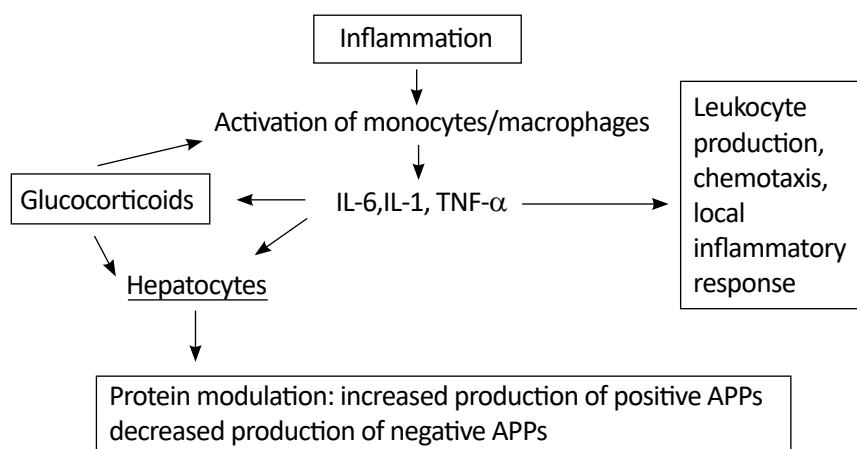 Inflammation
Activation of monocytes/macrophages
Leukocyte
production,
chemotaxis,
local
inflammatory
response
Glucocorticoids
IL-6,IL-1, TNF-α
Hepatocytes
Protein modulation: increased production of positive APPs
decreased production of negative APPs